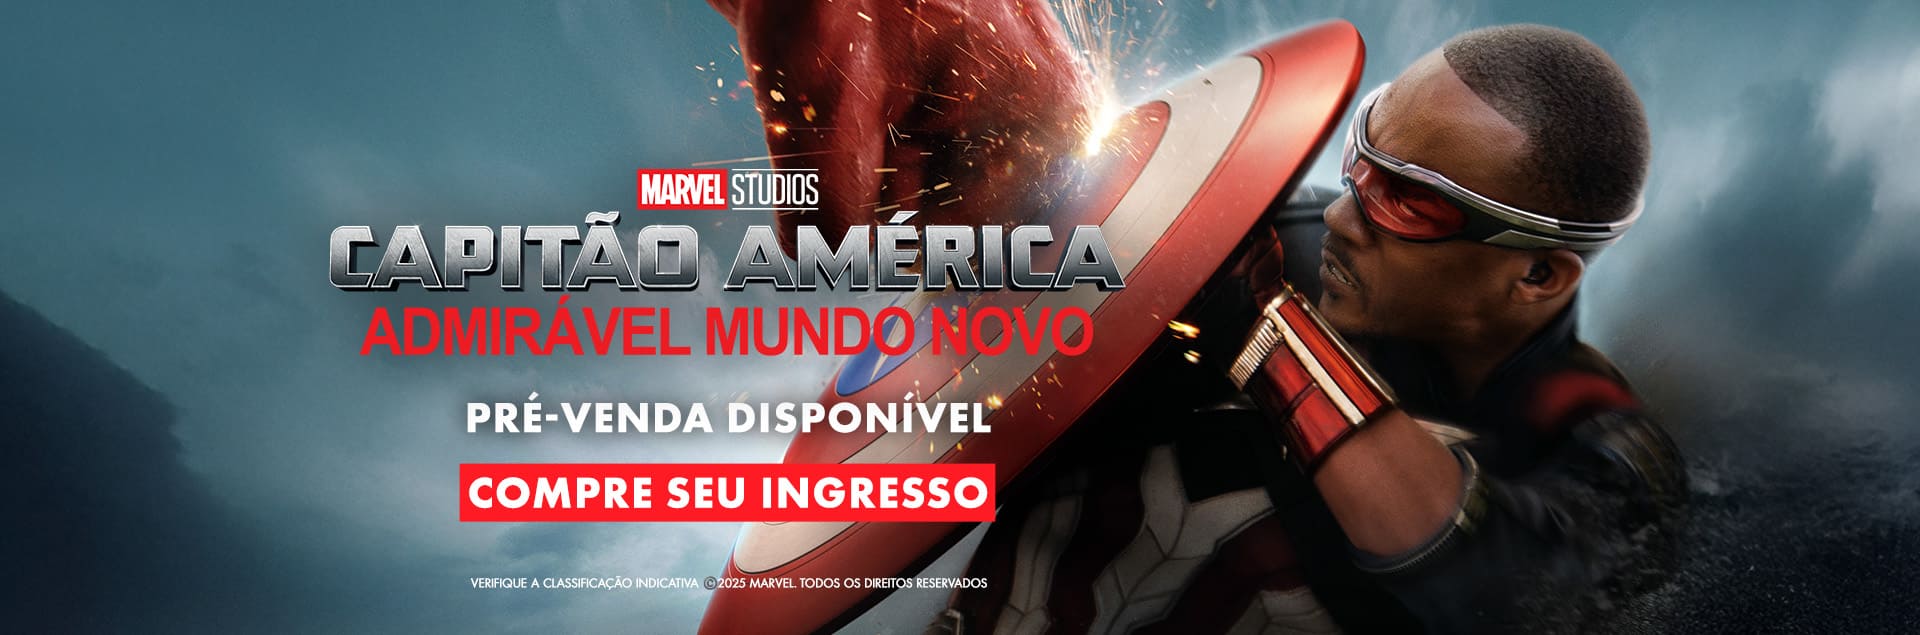 MARVEL STUDIOS
CAPITÃO AMÉRICA
ADMIRÁVEL MUNDO NOVO
PRÉ-VENDA DISPONÍVEL
COMPRE SEU INGRESSO
VERIFIQUE A CLASSIFICAÇÃO INDICATIVA ©2025 MARVEL. TODOS OS DIREITOS RESERVADOS